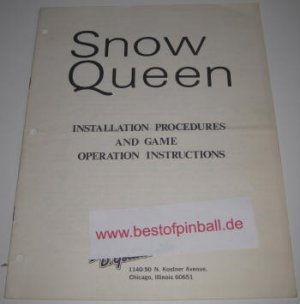 Snow
Queen
INSTALLATION PROCEDURES
AND GAME
OPERATION INSTRUCTIONS
www.bestofpinball.de
1140-50 N. Kostner Avenue,
Chicago, Illinois 60651